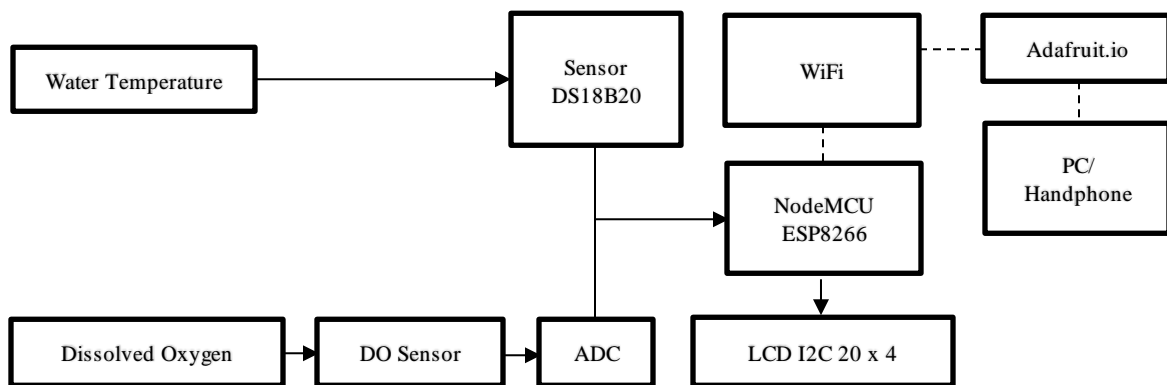 Water Temperature
Sensor
DS18B20
WiFi
Adafruit.io
PC/
Handphone
NodeMCU
ESP8266
Dissolved Oxygen
DO Sensor
ADC
LCD I2C 20 x 4